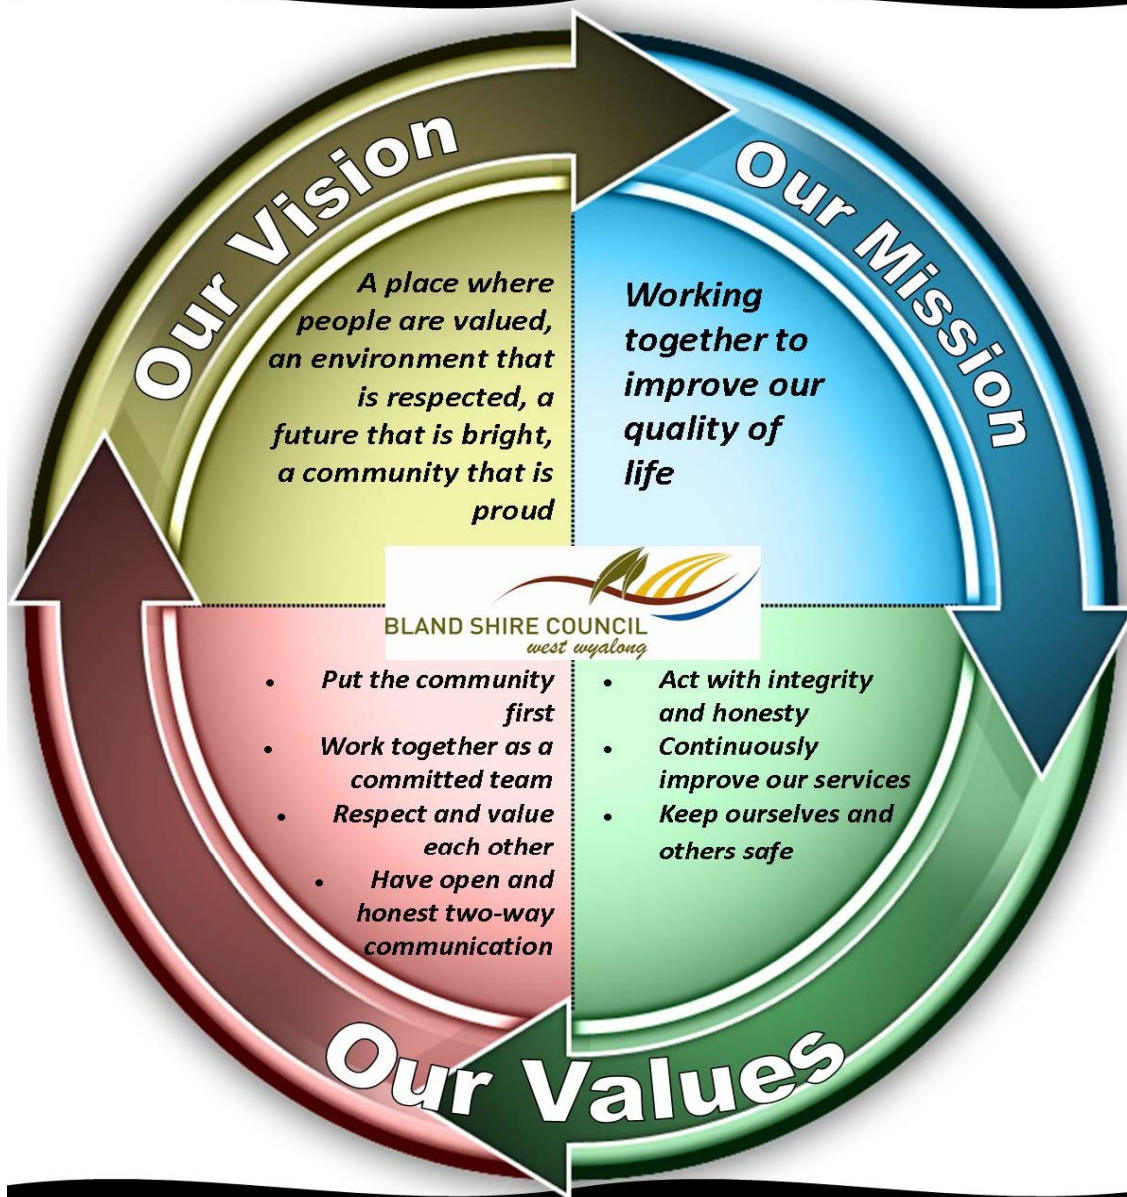 Our Vision
A place where
people are valued,
an environment that
is respected, a
future that is bright,
a community that is
proud
Our Mission
Working
together to
improve our
quality of
life
BLAND SHIRE COUNCIL
west wyalong
• Put the community
first
• Work together as a
committed team
• Respect and value
each other
• Have open and
honest two-way
communication
• Act with integrity
and honesty
• Continuously
improve our services
• Keep ourselves and
others safe
Our Values